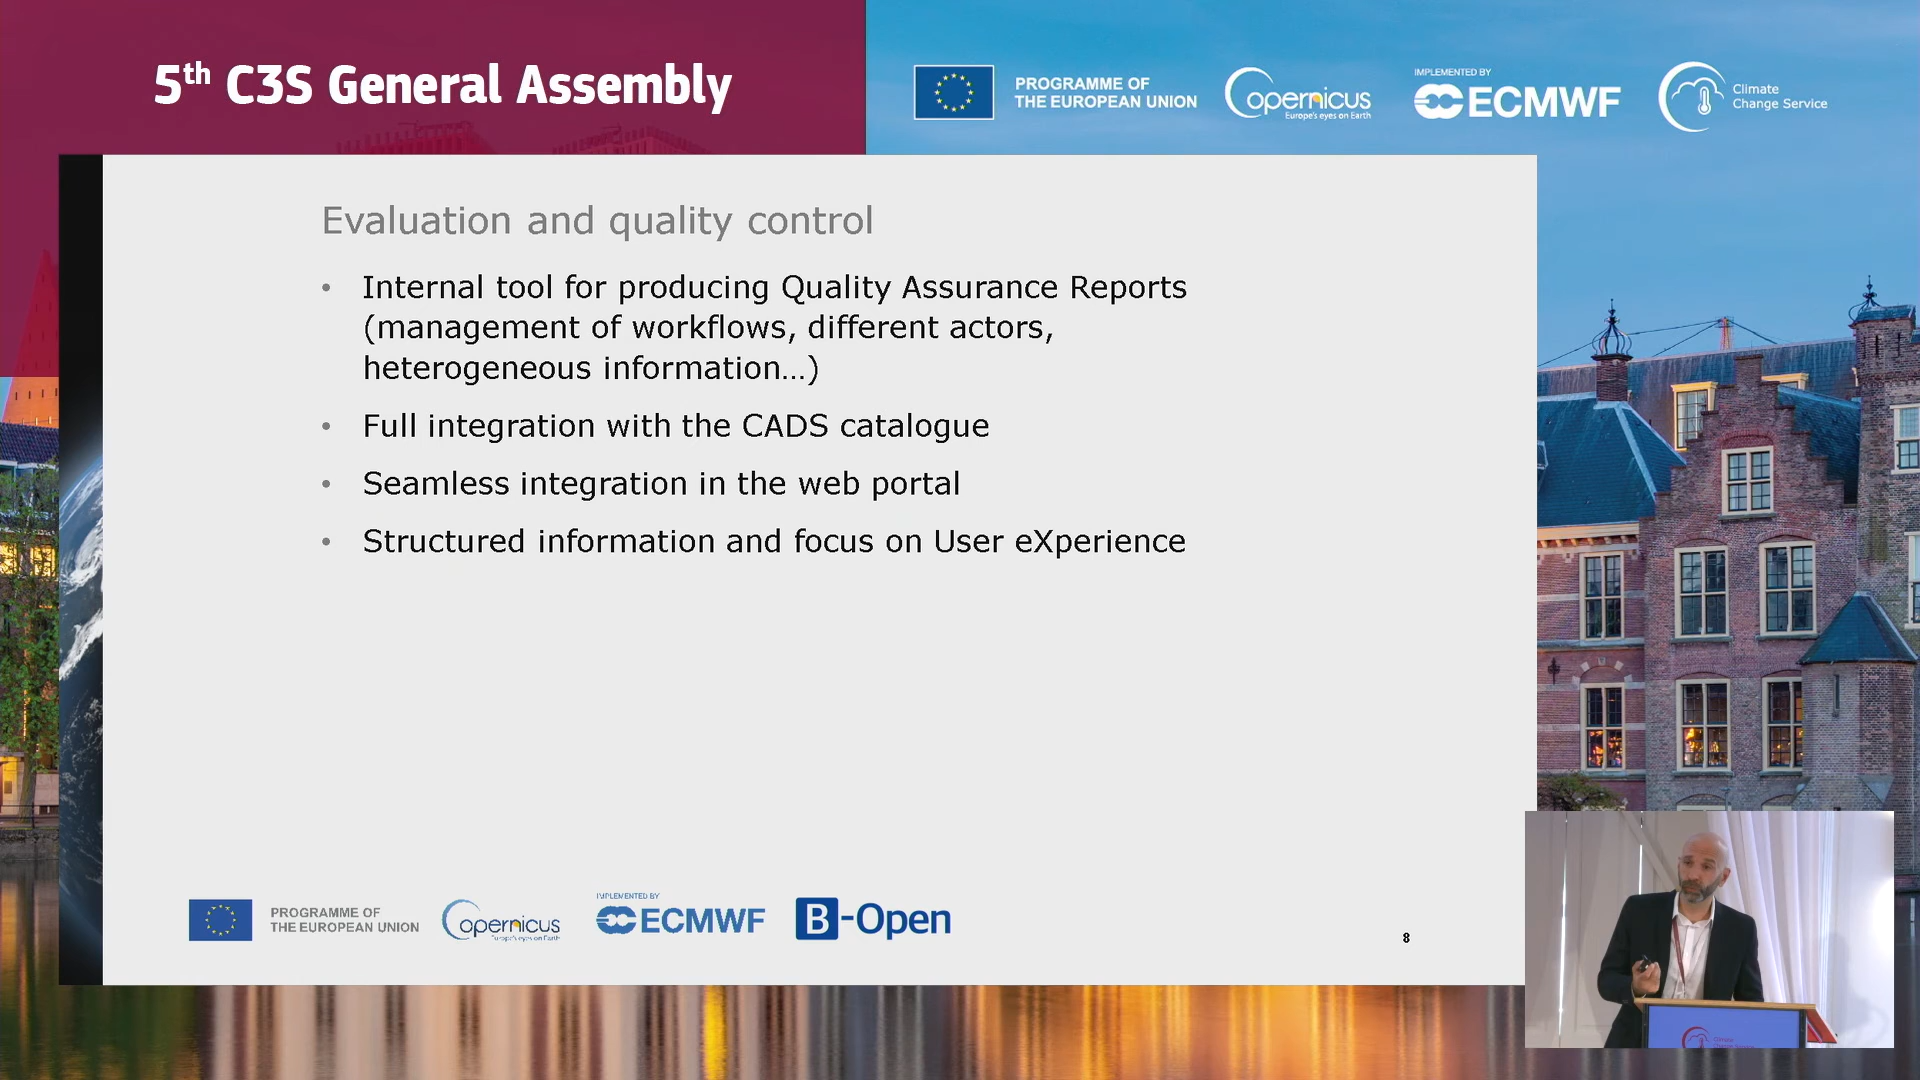 5th C3S General Assembly
PROGRAMME OF
THE EUROPEAN UNION
opernicus
Europe's eyes on Earth
IMPLEMENTED BY
ECMWF
Climate
Change Service
Evaluation and quality control
• Internal tool for producing Quality Assurance Reports
(management of workflows, different actors,
heterogeneous information...)
• Full integration with the CADS catalogue
• Seamless integration in the web portal
• Structured information and focus on User eXperience
PROGRAMME OF
THE EUROPEAN UNION
opernicus
Europe's eyes on Earth
IMPLEMENTED BY
ECMWF
B-Open
8
Climate